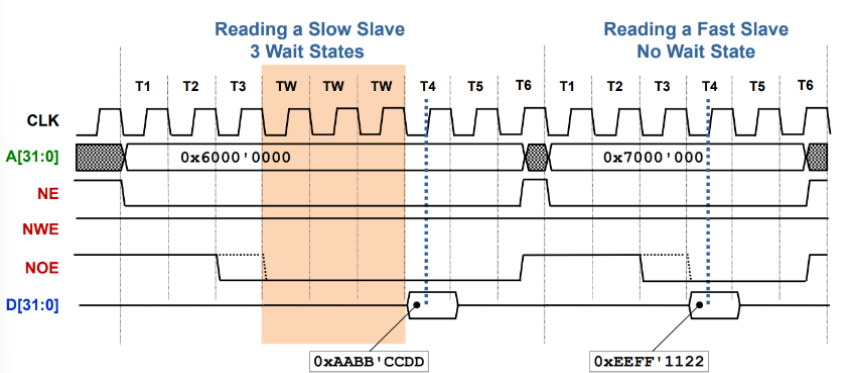 Reading a Slow Slave
3 Wait States
Reading a Fast Slave
No Wait State
T1 T2 T3 TW TW TW T4 T5 T6 T1 T2 T3 T4 T5 T6
CLK
A[31:0] 0x6000'0000 0x7000'000
NE
NWE
NOE
D[31:0]
0xAABB'CCDD 0xEEFF'1122